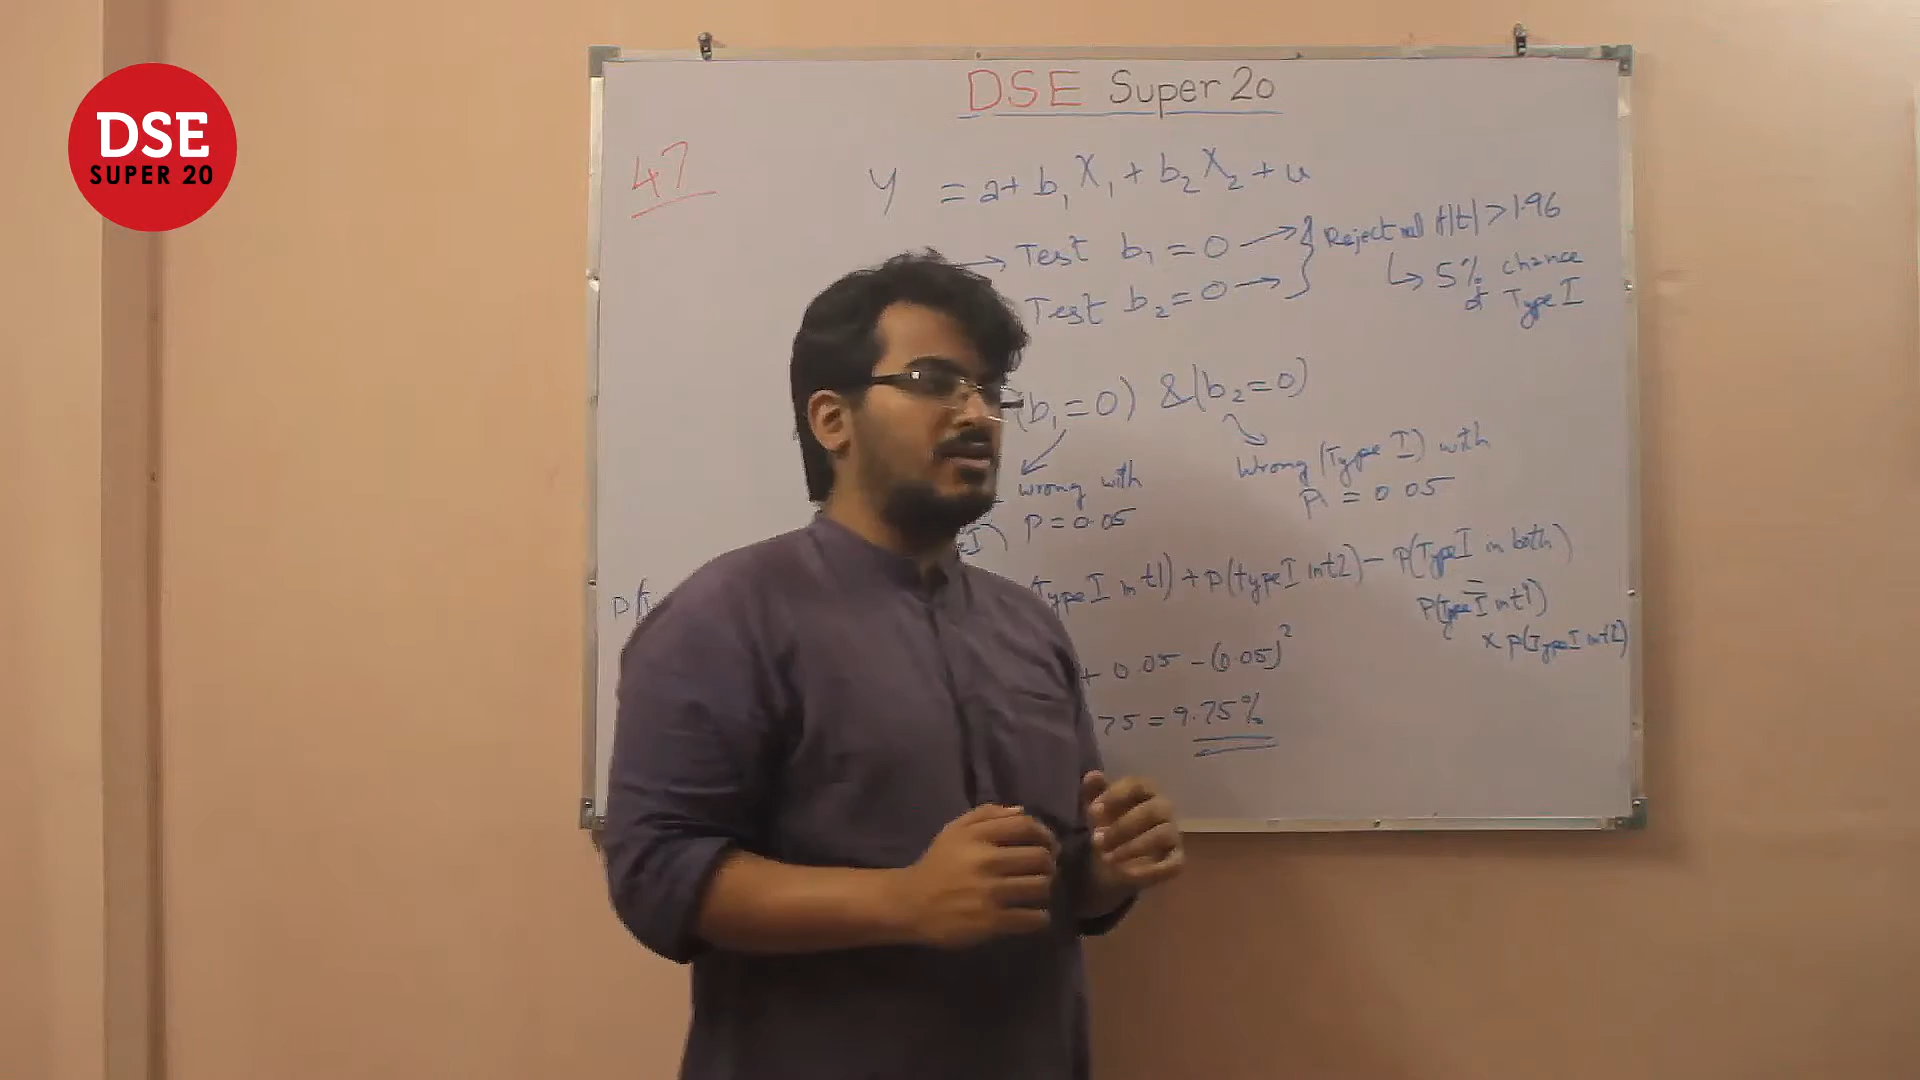 DSE
SUPER 20
DSE Super 20
47
Y = a + b₁X₁ + b₂X₂ + u
→ Test b₁ = 0 →
Reject |t| > 1.96
↳ 5% chance
of Type I
Test b₂ = 0 →
(b₁ = 0) & (b₂ = 0)
wrong with
P = 0.05
Wrong (Type I) with
P = 0.05
P(
Type I in t1) + P(type I in t2) − P(Type I in both)
=
P(Type I in t1)
× P(Type I in t2)
+ 0.05 − (0.05)²
75 = 9.75%